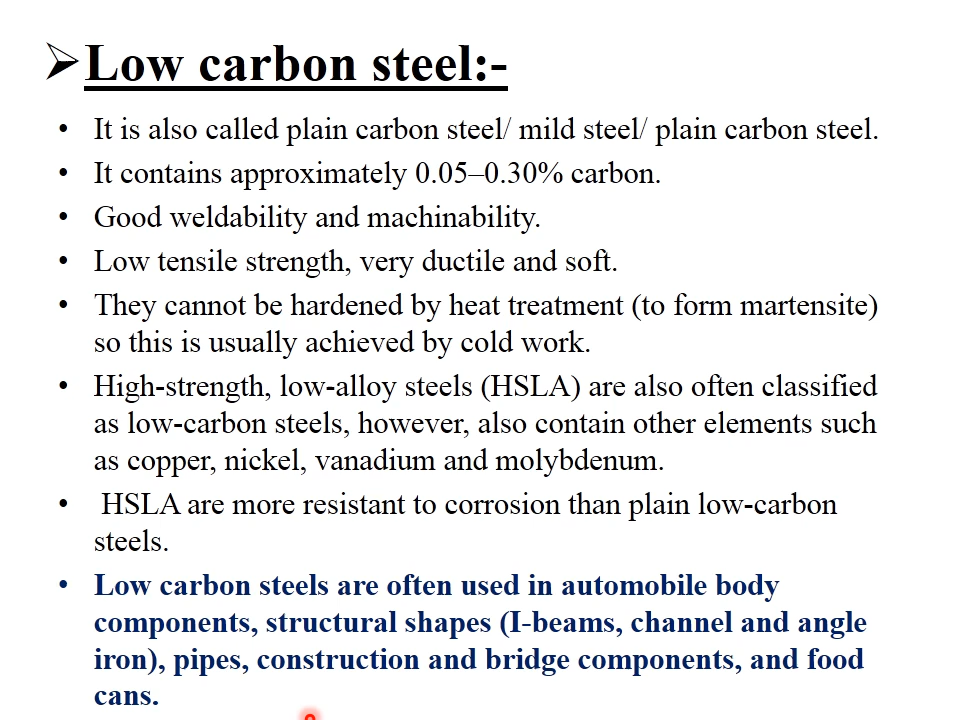 ➢Low carbon steel:-
• It is also called plain carbon steel/ mild steel/ plain carbon steel.
• It contains approximately 0.05–0.30% carbon.
• Good weldability and machinability.
• Low tensile strength, very ductile and soft.
• They cannot be hardened by heat treatment (to form martensite)
so this is usually achieved by cold work.
• High-strength, low-alloy steels (HSLA) are also often classified
as low-carbon steels, however, also contain other elements such
as copper, nickel, vanadium and molybdenum.
• HSLA are more resistant to corrosion than plain low-carbon
steels.
• Low carbon steels are often used in automobile body
components, structural shapes (I-beams, channel and angle
iron), pipes, construction and bridge components, and food
cans.